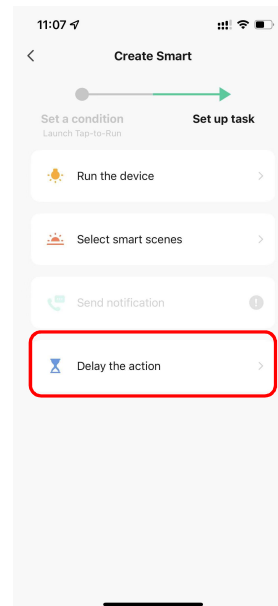 11:07
Create Smart
Set a condition
Launch Tap-to-Run
Set up task
Run the device
Select smart scenes
Send notification
Delay the action